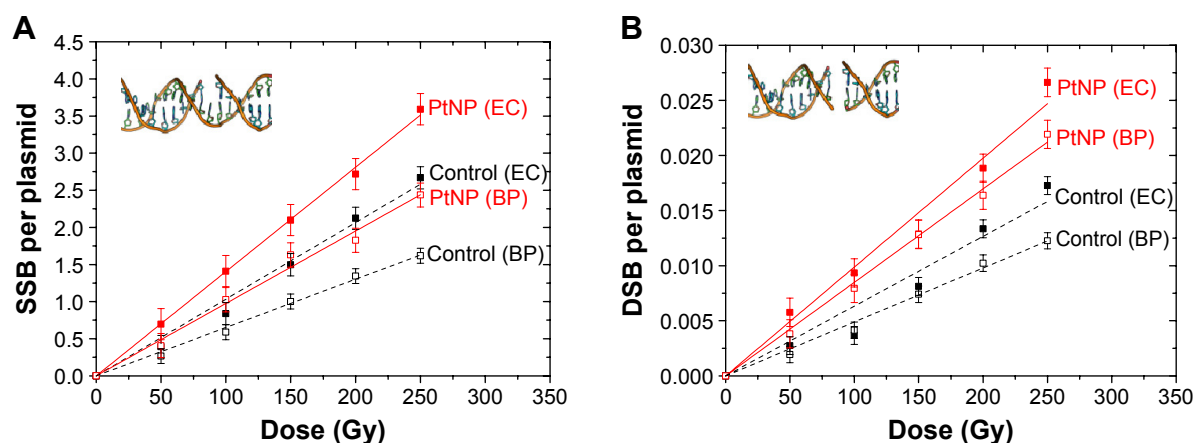 A
SSB per plasmid
4.5
4.0
3.5
3.0
2.5
2.0
1.5
1.0
0.5
0.0
PtNP (EC)
Control (EC)
PtNP (BP)
Control (BP)
0 50 100 150 200 250 300 350
Dose (Gy)
B
DSB per plasmid
0.030
0.025
0.020
0.015
0.010
0.005
0.000
PtNP (EC)
PtNP (BP)
Control (EC)
Control (BP)
0 50 100 150 200 250 300 350
Dose (Gy)